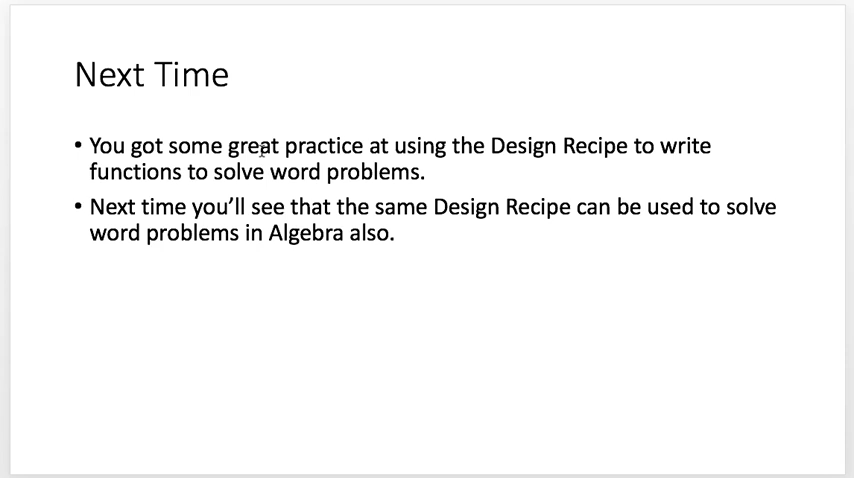 Next Time
• You got some great practice at using the Design Recipe to write
functions to solve word problems.
• Next time you’ll see that the same Design Recipe can be used to solve
word problems in Algebra also.